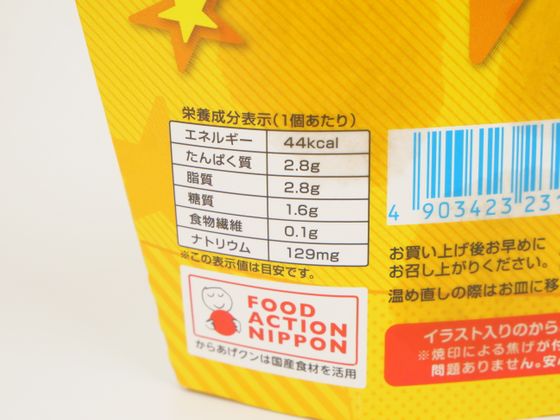 栄養成分表示(1個あたり)
エネルギー 44kcal
たんぱく質 2.8g
脂質 2.8g
糖質 1.6g
食物繊維 0.1g
ナトリウム 129mg
※この表示値は目安です。
FOOD
ACTION
NIPPON
からあげクンは国産食材を活用
4 903423 23
お買い上げ後お早めに
お召し上がりください。
温め直しの際はお皿に移
イラスト入りのから
※焼印による焦げが付
問題ありません。安